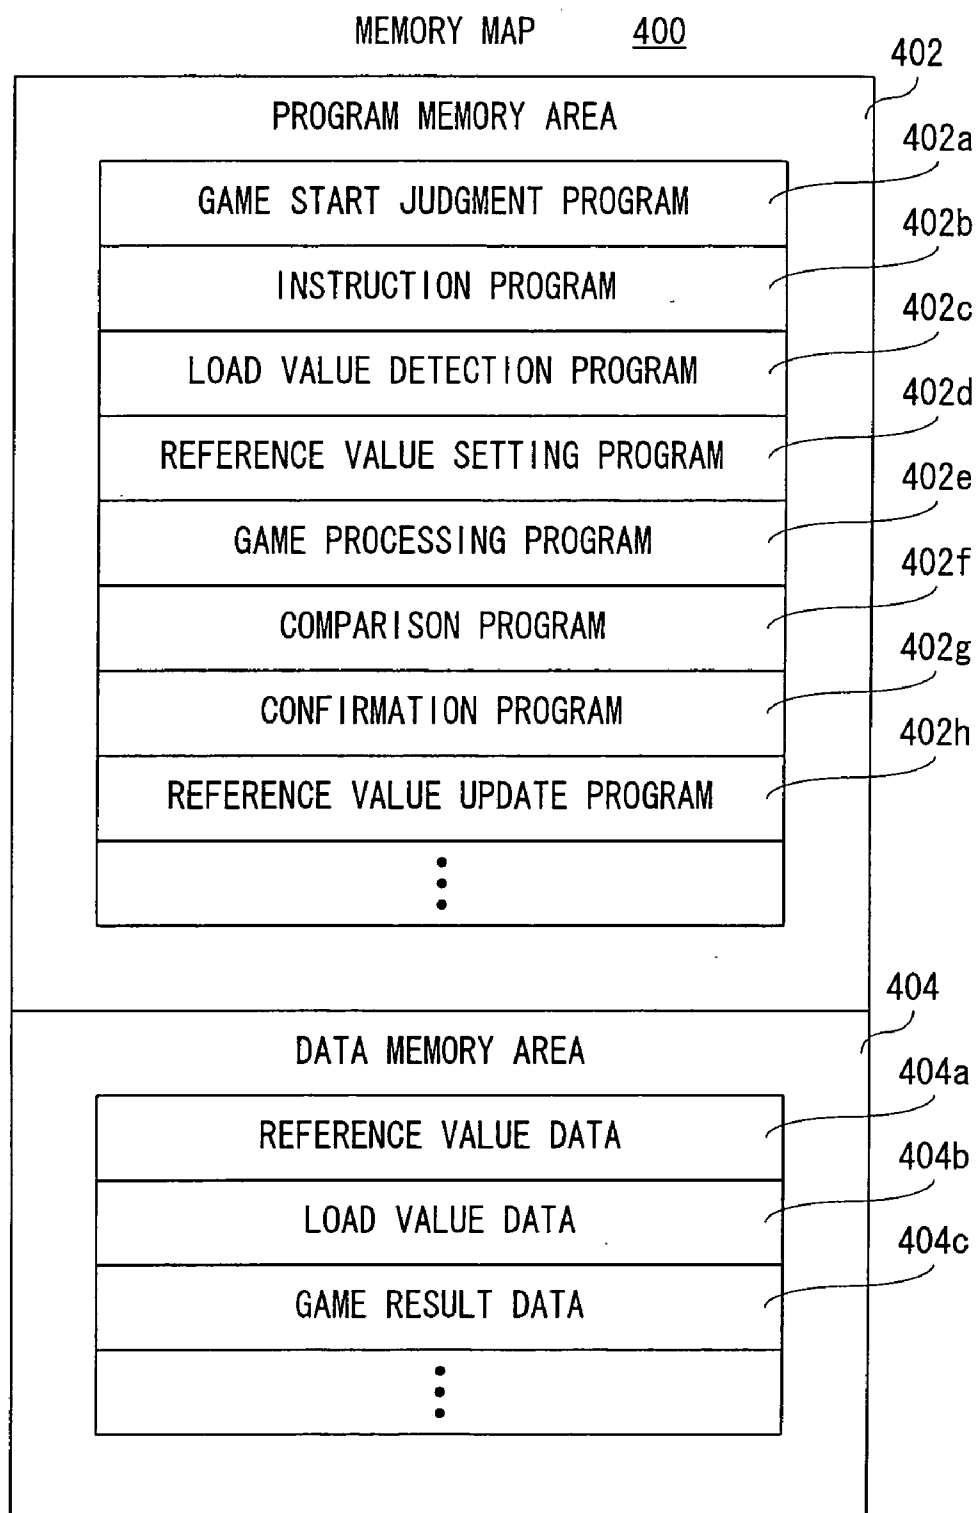 MEMORY MAP 400
402
PROGRAM MEMORY AREA
402a
GAME START JUDGMENT PROGRAM
402b
INSTRUCTION PROGRAM
402c
LOAD VALUE DETECTION PROGRAM
402d
REFERENCE VALUE SETTING PROGRAM
402e
GAME PROCESSING PROGRAM
402f
COMPARISON PROGRAM
402g
CONFIRMATION PROGRAM
402h
REFERENCE VALUE UPDATE PROGRAM
404
DATA MEMORY AREA
404a
REFERENCE VALUE DATA
404b
LOAD VALUE DATA
404c
GAME RESULT DATA